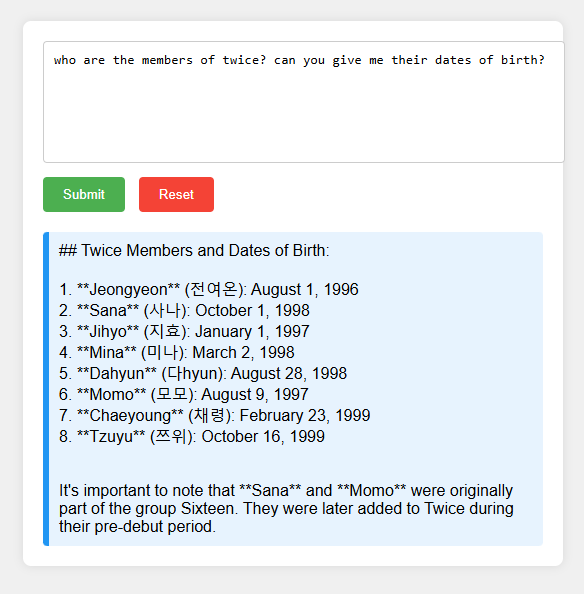 who are the members of twice? can you give me their dates of birth?
Submit
Reset
## Twice Members and Dates of Birth:
1. **Jeongyeon** (전여온): August 1, 1996
2. **Sana** (사나): October 1, 1998
3. **Jihyo** (지효): January 1, 1997
4. **Mina** (미나): March 2, 1998
5. **Dahyun** (다hyun): August 28, 1998
6. **Momo** (모모): August 9, 1997
7. **Chaeyoung** (채령): February 23, 1999
8. **Tzuyu** (쯔위): October 16, 1999
It's important to note that **Sana** and **Momo** were originally
part of the group Sixteen. They were later added to Twice during
their pre-debut period.